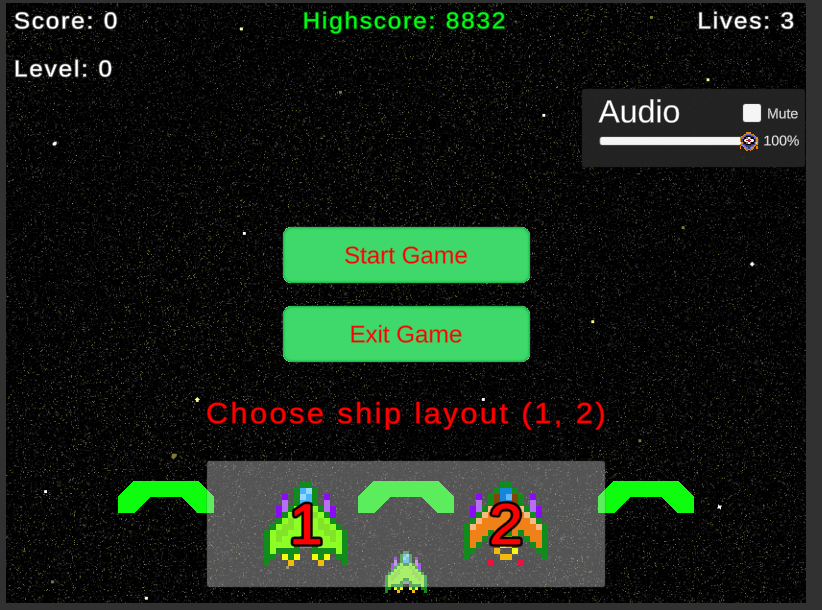 Score: 0
Highscore: 8832
Lives: 3
Level: 0
Audio
Mute
100%
Start Game
Exit Game
Choose ship layout (1, 2)
1
2